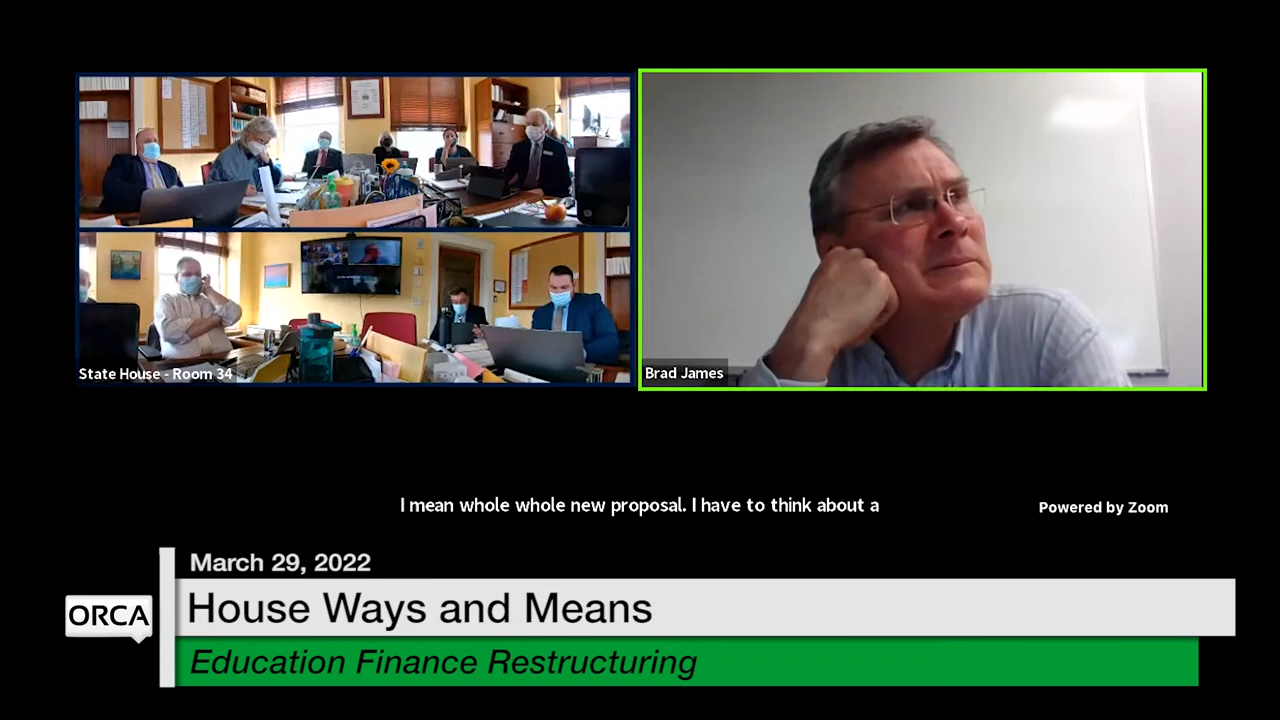 State House - Room 34
Brad James
I mean whole whole new proposal. I have to think about a
Powered by Zoom
March 29, 2022
ORCA
House Ways and Means
Education Finance Restructuring